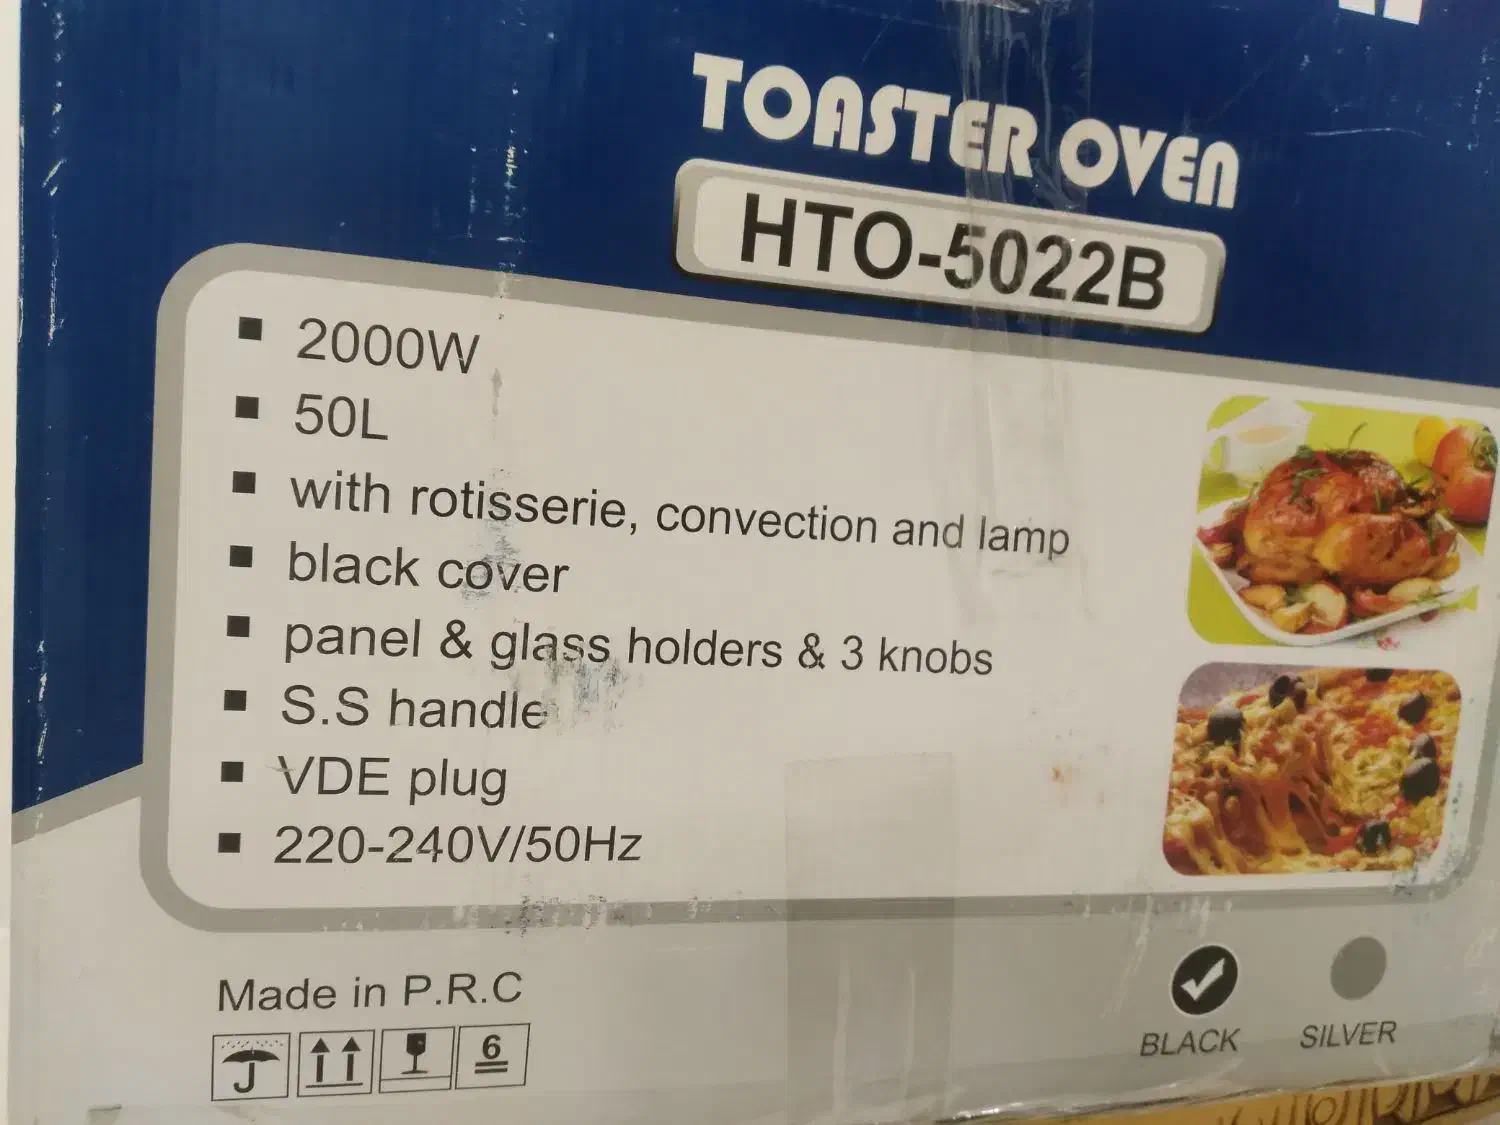 TOASTER OVEN
HTO-5022B
▪ 2000W
▪ 50L
▪ with rotisserie, convection and lamp
▪ black cover
▪ panel & glass holders & 3 knobs
▪ S.S handle
▪ VDE plug
▪ 220-240V/50Hz
Made in P.R.C
6
BLACK
SILVER